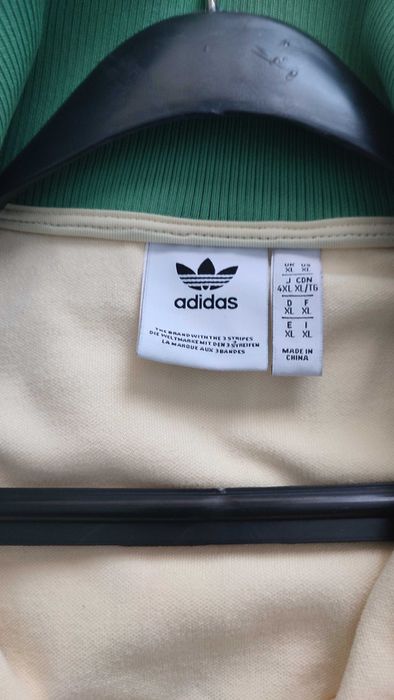 adidas
THE BRAND WITH THE 3 STRIPES
DIE WELTMARKE MIT DEN 3 STREIFEN
LA MARQUE AUX 3 BANDES
UK US
XL XL
J CDN
4XL XL/TG
D F
XL XL
E I
XL XL
MADE IN
CHINA